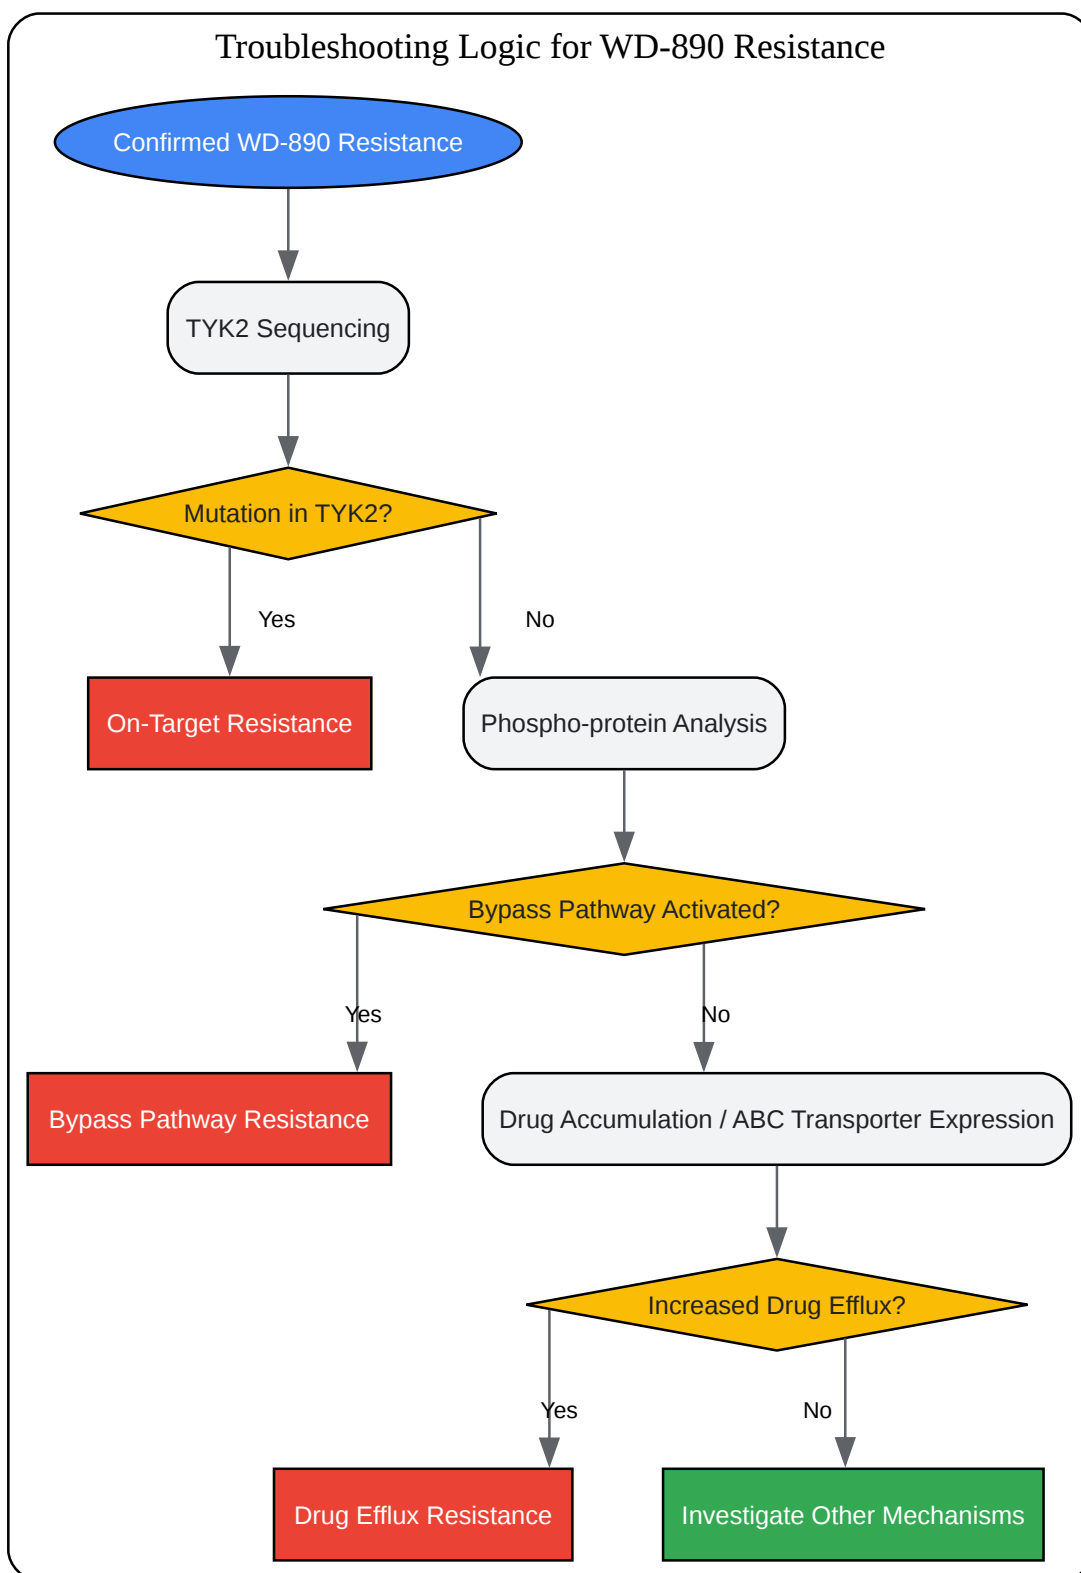 Troubleshooting Logic for WD-890 Resistance
Confirmed WD-890 Resistance
TYK2 Sequencing
Mutation in TYK2?
Yes
No
On-Target Resistance
Phospho-protein Analysis
Bypass Pathway Activated?
Yes
No
Bypass Pathway Resistance
Drug Accumulation / ABC Transporter Expression
Increased Drug Efflux?
Yes
No
Drug Efflux Resistance
Investigate Other Mechanisms